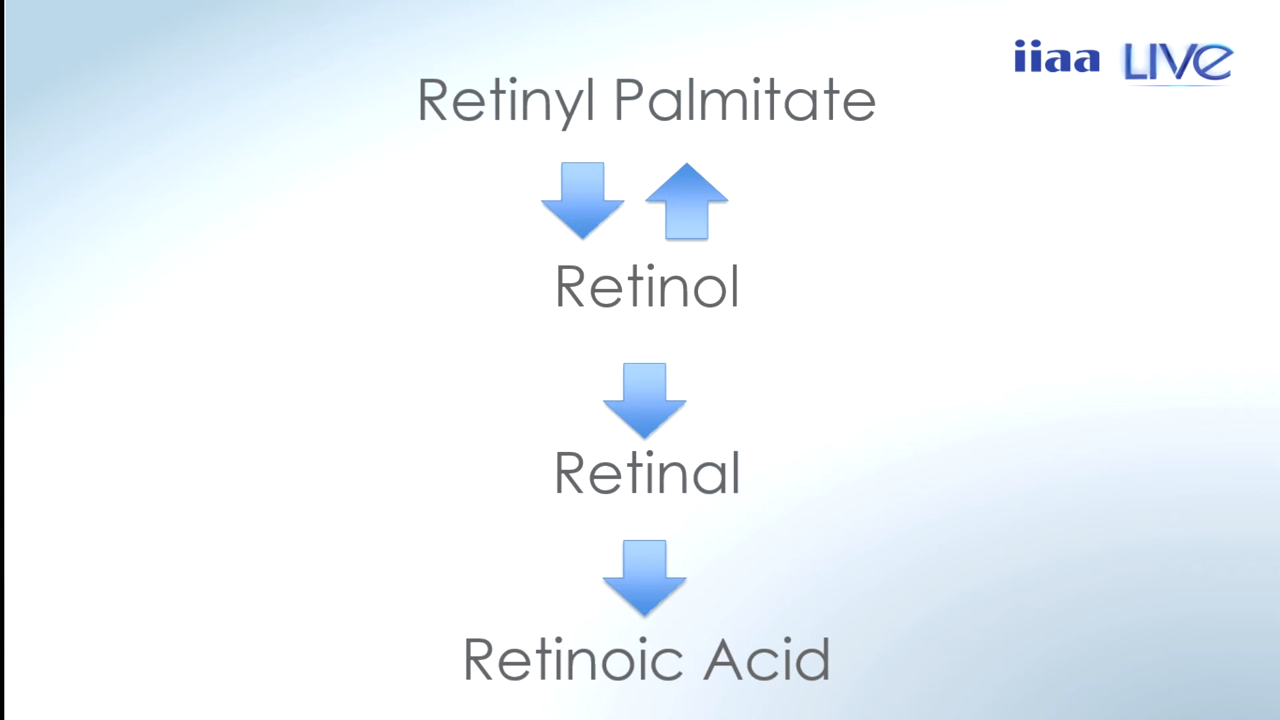 iiaa LIVE
Retinyl Palmitate
Retinol
Retinal
Retinoic Acid